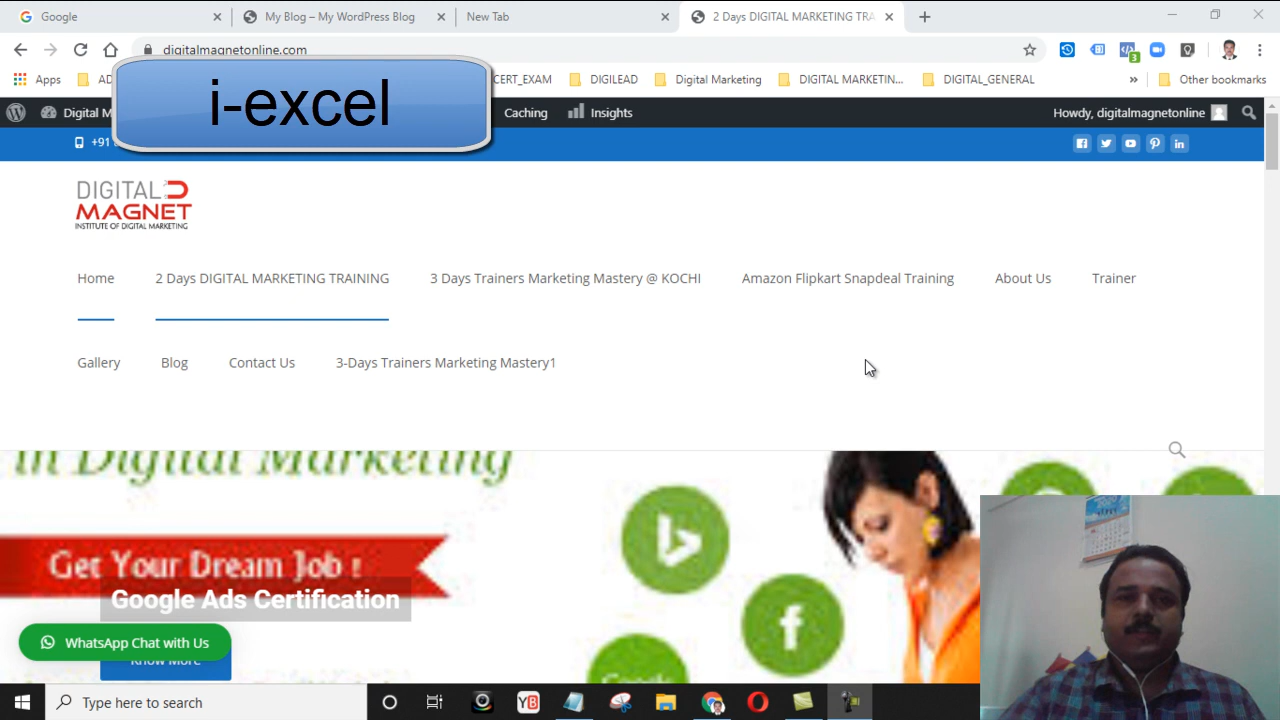 Google
My Blog – My WordPress Blog
New Tab
2 Days DIGITAL MARKETING TRA
digitalmagnetonline.com
Apps
CERT_EXAM
DIGILEAD
Digital Marketing
DIGITAL MARKETIN...
DIGITAL_GENERAL
Other bookmarks
i-excel
Digital M
Caching
Insights
Howdy, digitalmagnetonline
+91
DIGITAL
MAGNET
INSTITUTE OF DIGITAL MARKETING
Home
2 Days DIGITAL MARKETING TRAINING
3 Days Trainers Marketing Mastery @ KOCHI
Amazon Flipkart Snapdeal Training
About Us
Trainer
Gallery
Blog
Contact Us
3-Days Trainers Marketing Mastery1
in Digital Marketing
Get Your Dream Job !
Google Ads Certification
WhatsApp Chat with Us
Know More
Google
Type here to search